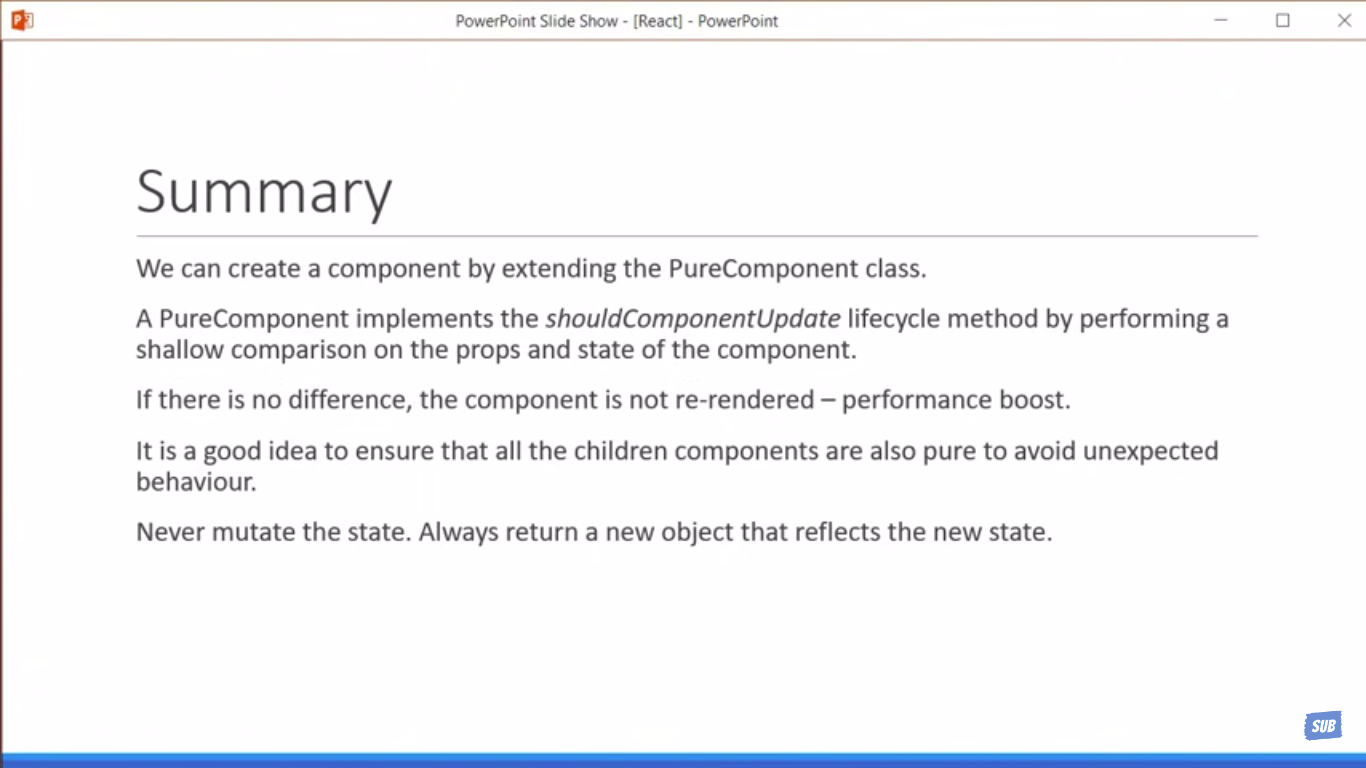 PowerPoint Slide Show - [React] - PowerPoint
Summary
We can create a component by extending the PureComponent class.
A PureComponent implements the shouldComponentUpdate lifecycle method by performing a
shallow comparison on the props and state of the component.
If there is no difference, the component is not re-rendered – performance boost.
It is a good idea to ensure that all the children components are also pure to avoid unexpected
behaviour.
Never mutate the state. Always return a new object that reflects the new state.
SUB